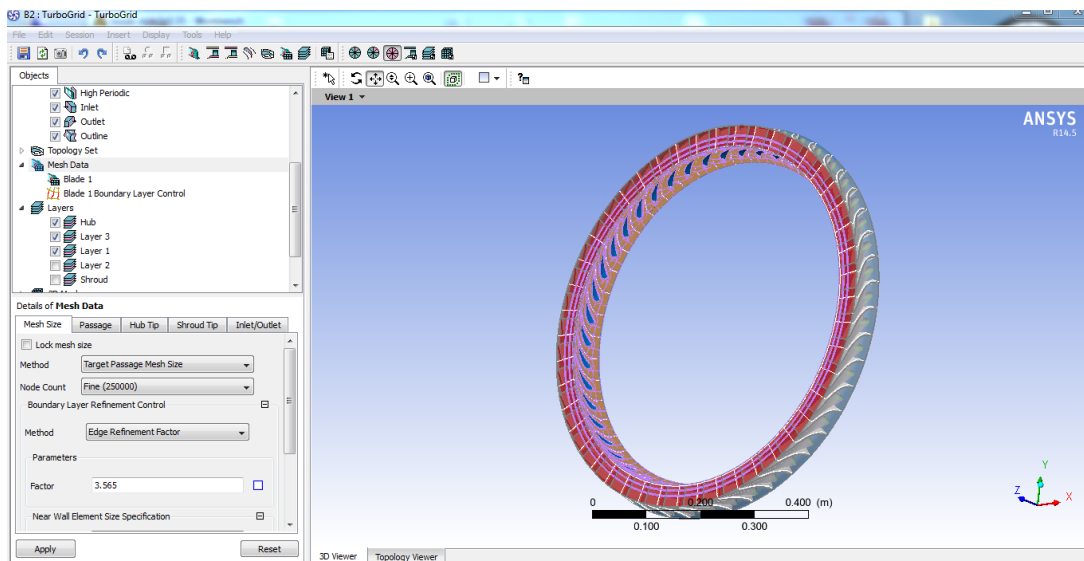 B2 : TurboGrid - TurboGrid
File Edit Session Insert Display Tools Help
Objects
High Periodic
Inlet
Outlet
Outline
Topology Set
Mesh Data
Blade 1
Blade 1 Boundary Layer Control
Layers
Hub
Layer 3
Layer 1
Layer 2
Shroud
Details of Mesh Data
Mesh Size Passage Hub Tip Shroud Tip Inlet/Outlet
Lock mesh size
Method Target Passage Mesh Size
Node Count Fine (250000)
Boundary Layer Refinement Control
Method Edge Refinement Factor
Parameters
Factor 3.565
Near Wall Element Size Specification
Apply Reset
View 1
ANSYS
R14.5
Y
Z X
0 0.200 0.400 (m)
0.100 0.300
3D Viewer Topology Viewer